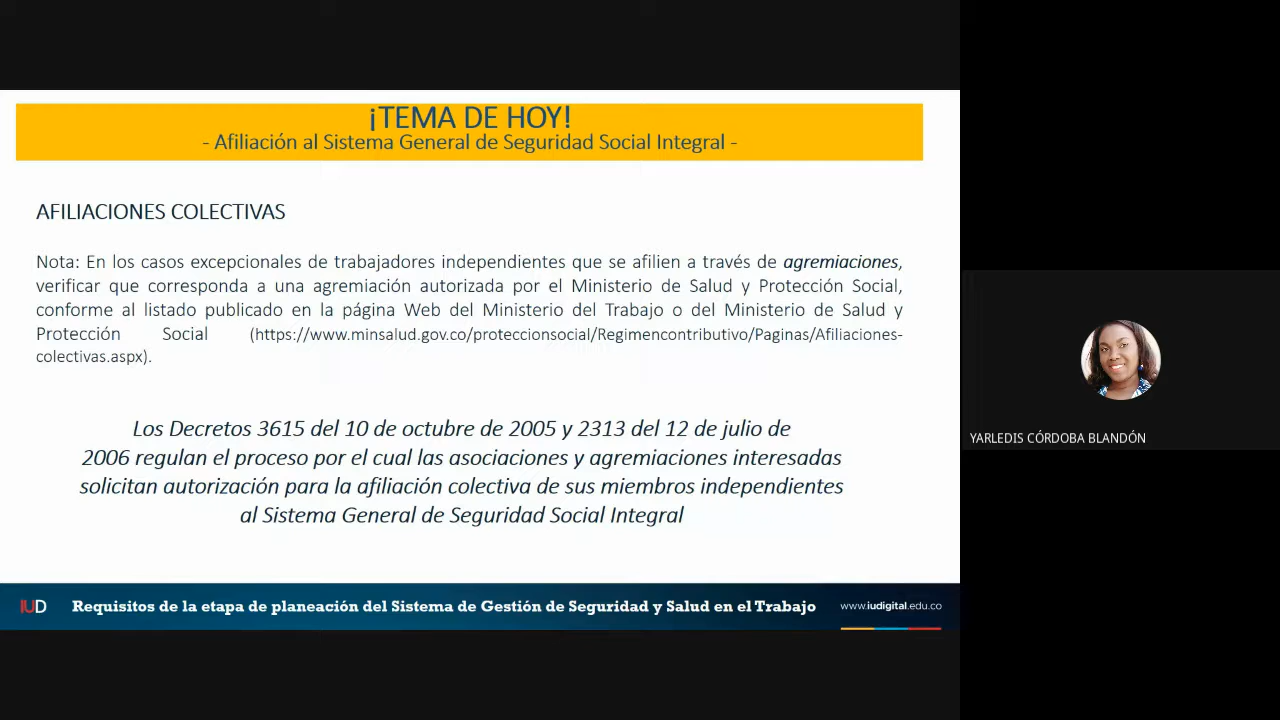 ¡TEMA DE HOY!
- Afiliación al Sistema General de Seguridad Social Integral -
AFILIACIONES COLECTIVAS
Nota: En los casos excepcionales de trabajadores independientes que se afilien a través de agremiaciones,
verificar que corresponda a una agremiación autorizada por el Ministerio de Salud y Protección Social,
conforme al listado publicado en la página Web del Ministerio del Trabajo o del Ministerio de Salud y
Protección Social (https://www.minsalud.gov.co/proteccionsocial/Regimencontributivo/Paginas/Afiliaciones-
colectivas.aspx).
Los Decretos 3615 del 10 de octubre de 2005 y 2313 del 12 de julio de
2006 regulan el proceso por el cual las asociaciones y agremiaciones interesadas
solicitan autorización para la afiliación colectiva de sus miembros independientes
al Sistema General de Seguridad Social Integral
IUD Requisitos de la etapa de planeación del Sistema de Gestión de Seguridad y Salud en el Trabajo www.iudigital.edu.co
YARLEDIS CÓRDOBA BLANDÓN